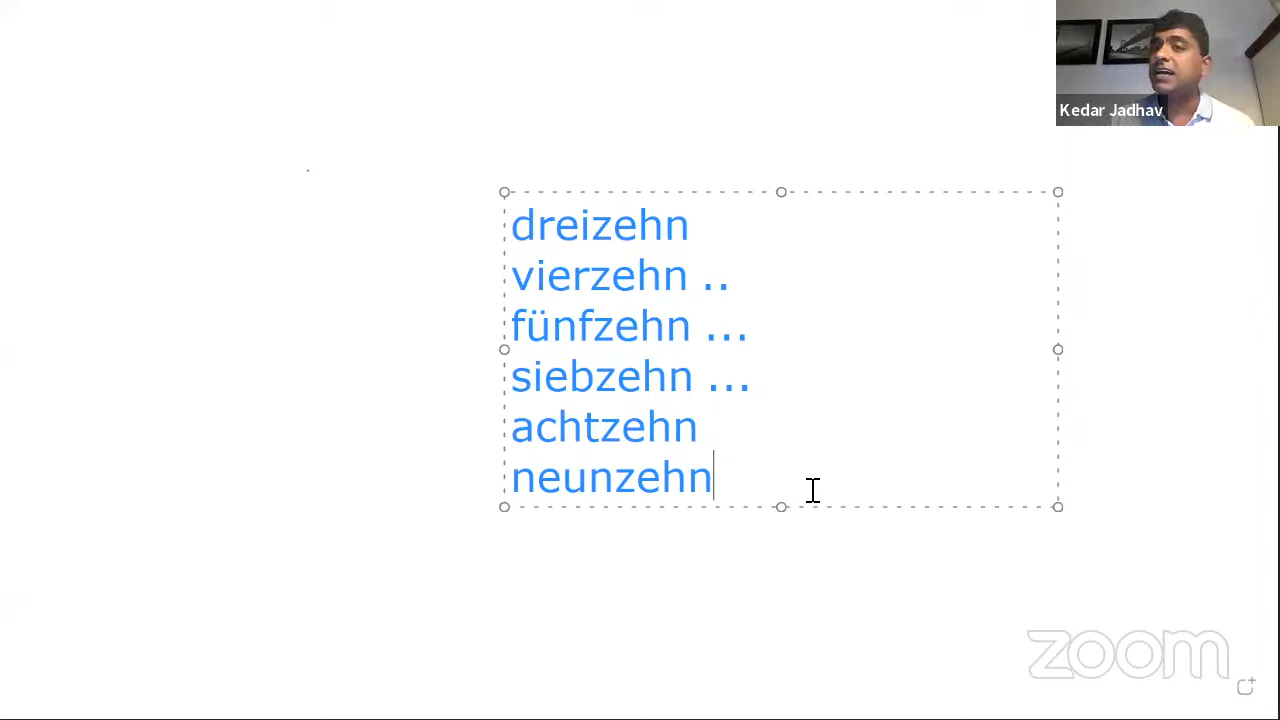 Kedar Jadhav
dreizehn
vierzehn ..
fünfzehn ...
siebzehn ...
achtzehn
neunzehn
zoom